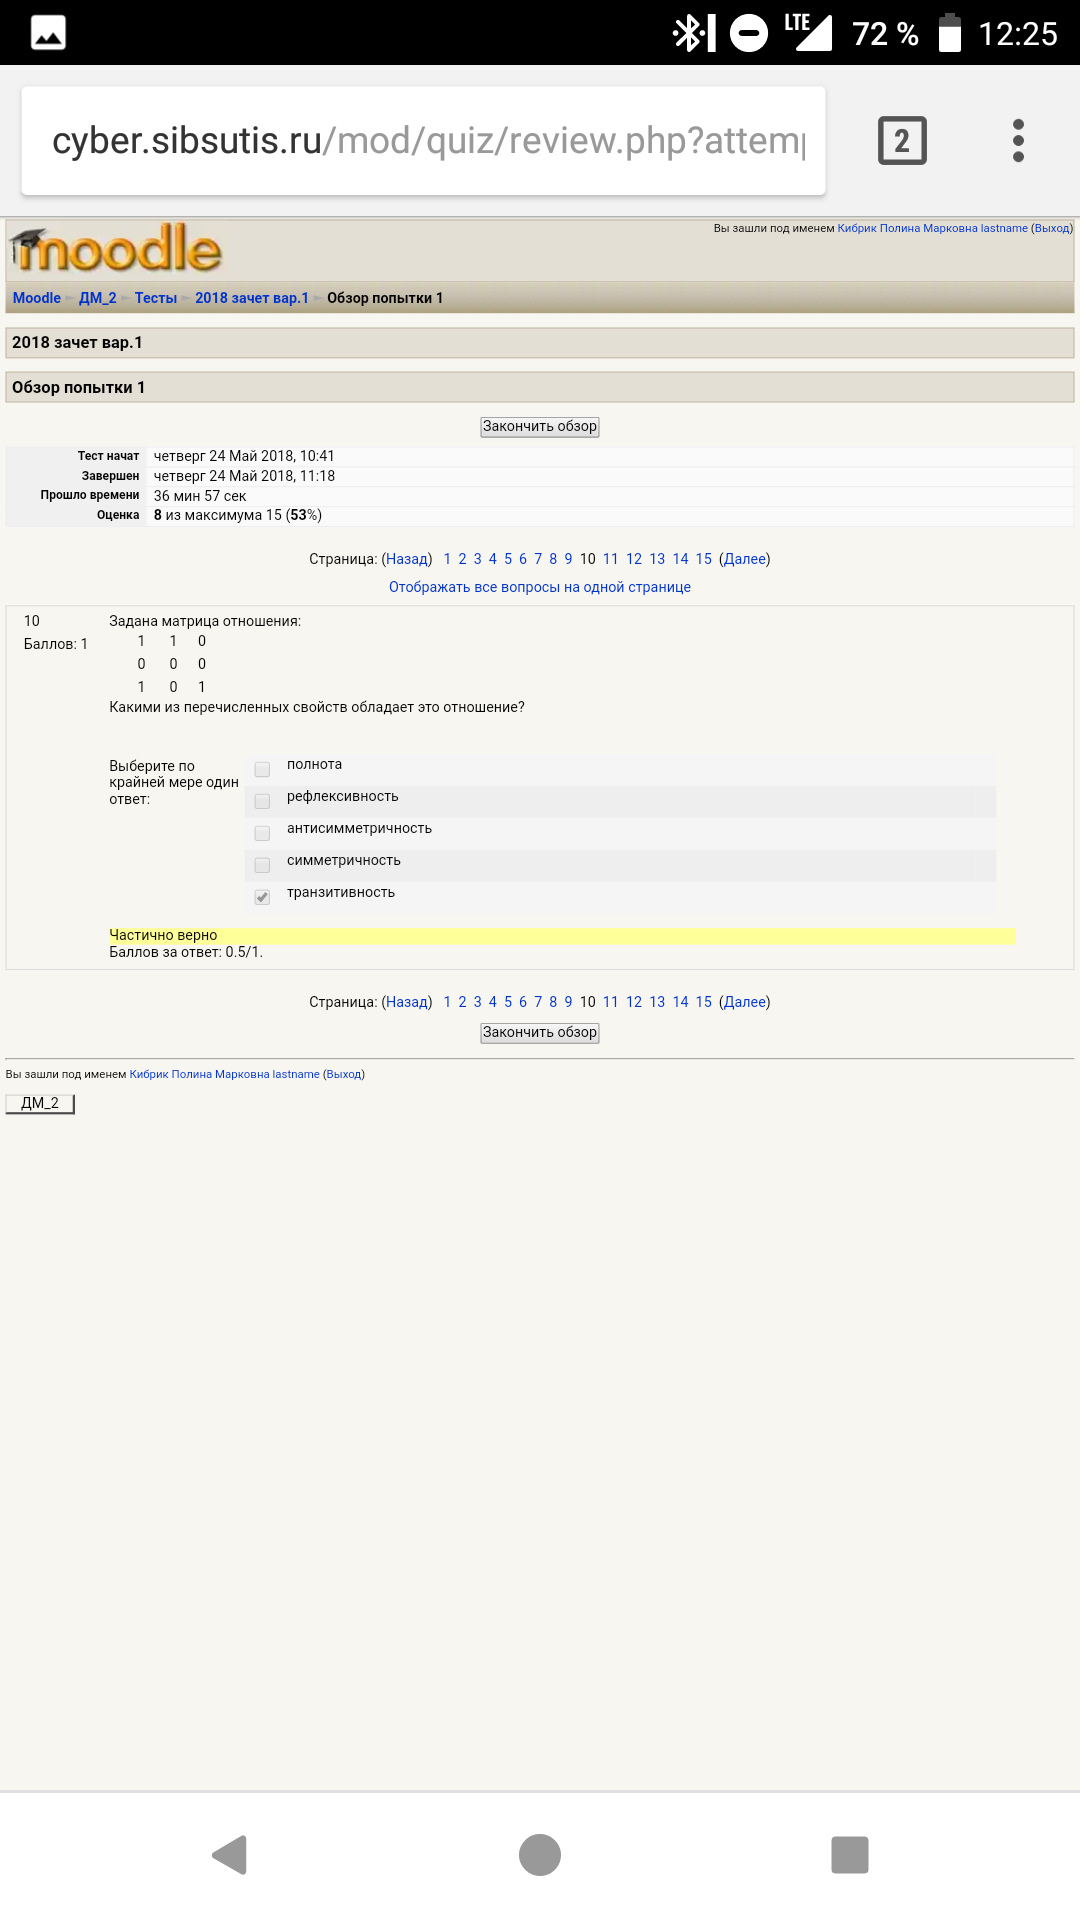 LTE 72 % 12:25
cyber.sibsutis.ru/mod/quiz/review.php?attem
2
moodle
Вы зашли под именем Кибрик Полина Марковна lastname (Выход)
Moodle ► ДМ_2 ► Тесты ► 2018 зачет вар.1 ► Обзор попытки 1
2018 зачет вар.1
Обзор попытки 1
Закончить обзор
Тест начат четверг 24 Май 2018, 10:41
Завершен четверг 24 Май 2018, 11:18
Прошло времени 36 мин 57 сек
Оценка 8 из максимума 15 (53%)
Страница: (Назад) 1 2 3 4 5 6 7 8 9 10 11 12 13 14 15 (Далее)
Отображать все вопросы на одной странице
10
Баллов: 1
Задана матрица отношения:
1 1 0
0 0 0
1 0 1
Какими из перечисленных свойств обладает это отношение?
Выберите по
крайней мере один
ответ:
полнота
рефлексивность
антисимметричность
симметричность
транзитивность
Частично верно
Баллов за ответ: 0.5/1.
Страница: (Назад) 1 2 3 4 5 6 7 8 9 10 11 12 13 14 15 (Далее)
Закончить обзор
Вы зашли под именем Кибрик Полина Марковна lastname (Выход)
ДМ_2